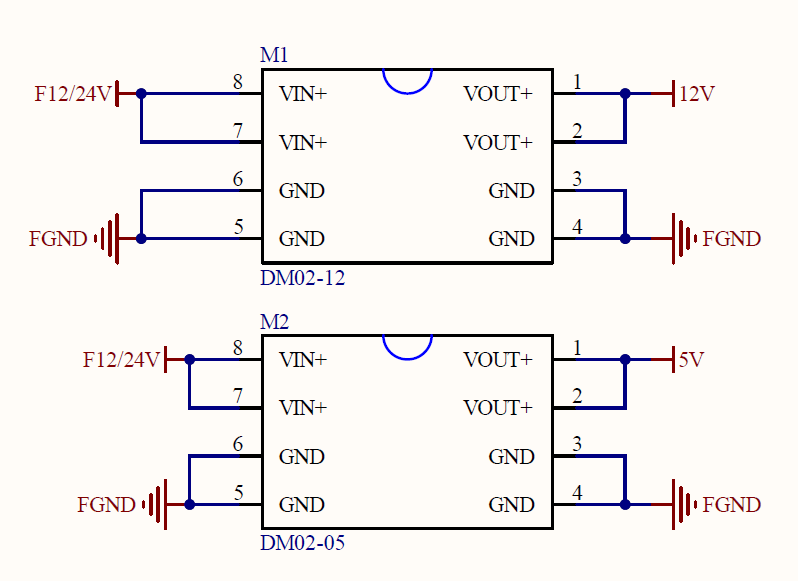 M1
F12/24V 8 VIN+ VOUT+ 1 12V
7 VIN+ VOUT+ 2
6 GND GND 3
FGND 5 GND GND 4 FGND
DM02-12
M2
F12/24V 8 VIN+ VOUT+ 1 5V
7 VIN+ VOUT+ 2
6 GND GND 3
FGND 5 GND GND 4 FGND
DM02-05